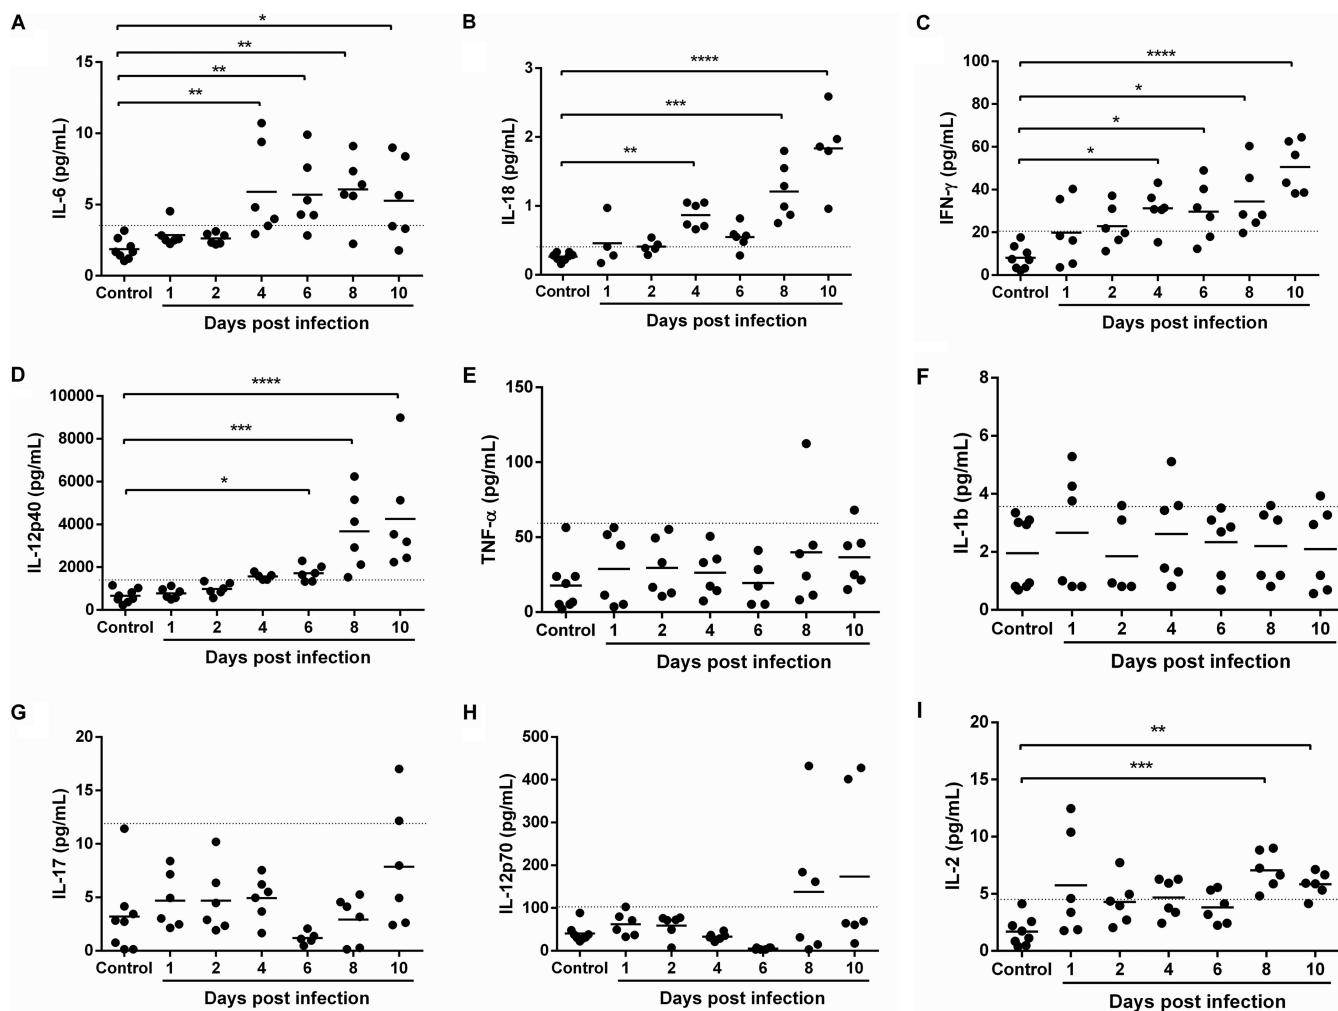 A
IL-6 (pg/mL)
15
10
5
0
*
**
**
**
Control 1 2 4 6 8 10
Days post infection
B
IL-18 (pg/mL)
3
2
1
0
****
***
**
Control 1 2 4 6 8 10
Days post infection
C
IFN-γ (pg/mL)
100
80
60
40
20
0
****
*
*
*
Control 1 2 4 6 8 10
Days post infection
D
IL-12p40 (pg/mL)
10000
8000
6000
4000
2000
0
****
***
*
Control 1 2 4 6 8 10
Days post infection
E
TNF-α (pg/mL)
150
100
50
0
Control 1 2 4 6 8 10
Days post infection
F
IL-1b (pg/mL)
8
6
4
2
0
Control 1 2 4 6 8 10
Days post infection
G
IL-17 (pg/mL)
20
15
10
5
0
Control 1 2 4 6 8 10
Days post infection
H
IL-12p70 (pg/mL)
500
400
300
200
100
0
Control 1 2 4 6 8 10
Days post infection
I
IL-2 (pg/mL)
20
15
10
5
0
**
***
Control 1 2 4 6 8 10
Days post infection